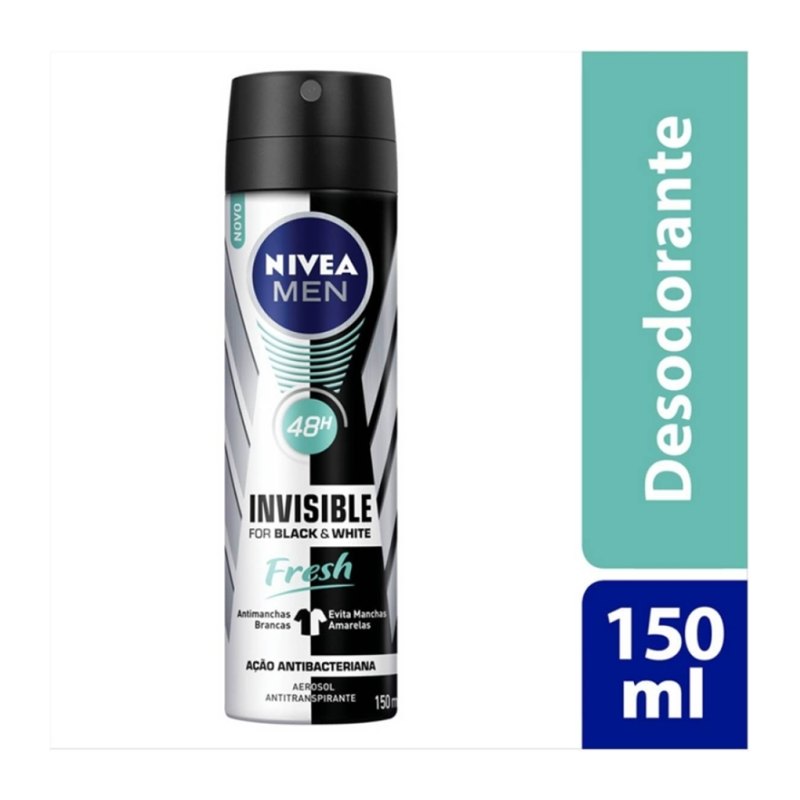 NOVO
NIVEA
MEN
48H
INVISIBLE
FOR BLACK & WHITE
Fresh
Antimanchas
Brancas
Evita Manchas
Amarelas
AÇÃO ANTIBACTERIANA
AEROSOL
ANTITRANSPIRANTE
150 m
Desodorante
150
ml